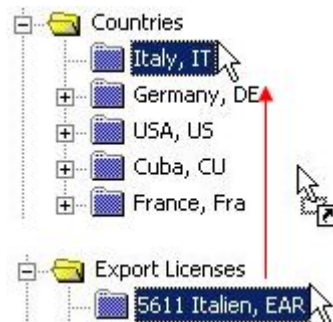 Countries
Italy, IT
Germany, DE
USA, US
Cuba, CU
France, Fra
Export Licenses
5611 Italien, EAR